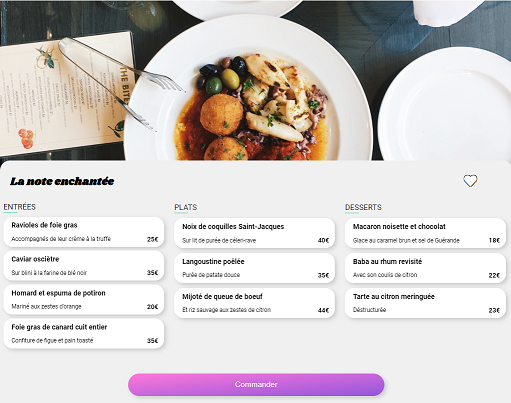 THE BITE
La note enchantée
ENTRÉES
Ravioles de foie gras
Accompagnés de leur crème à la truffe 25€
Caviar osciètre
Sur blini à la farine de blé noir 35€
Homard et espuma de potiron
Mariné aux zestes d'orange 20€
Foie gras de canard cuit entier
Confiture de figue et pain toasté 35€
PLATS
Noix de coquilles Saint-Jacques
Sur lit de purée de céleri-rave 40€
Langoustine poêlée
Purée de patate douce 35€
Mijoté de queue de boeuf
Et riz sauvage aux zestes de citron 44€
DESSERTS
Macaron noisette et chocolat
Glace au caramel brun et sel de Guérande 18€
Baba au rhum revisité
Avec son coulis de citron 22€
Tarte au citron meringuée
Déstructurée 23€
Commander